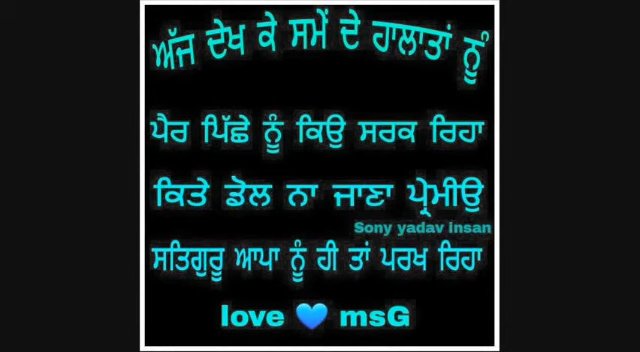 ਅੱਜ ਦੇਖ ਕੇ ਸਮੇਂ ਦੇ ਹਾਲਾਤਾਂ ਨੂੰ
ਪੈਰ ਪਿੱਛੇ ਨੂੰ ਕਿਉ ਸਰਕ ਰਿਹਾ
ਕਿਤੇ ਡੋਲ ਨਾ ਜਾਣਾ ਪ੍ਰੇਮੀਉ
Sony yadav insan
ਸਤਿਗੁਰੂ ਆਪਾ ਨੂੰ ਹੀ ਤਾਂ ਪਰਖ ਰਿਹਾ
love 💙 msG